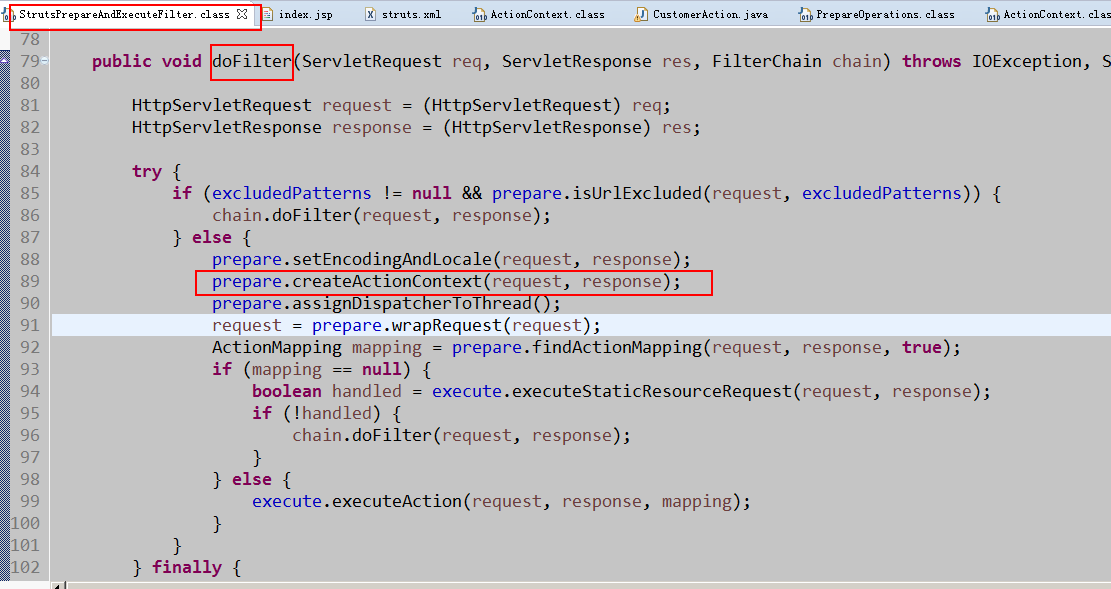 StrutsPrepareAndExecuteFilter.class index.jsp struts.xml ActionContext.class CustomerAction.java PrepareOperations.class ActionContext.clas
78
79 public void doFilter(ServletRequest req, ServletResponse res, FilterChain chain) throws IOException, S
80
81 HttpServletRequest request = (HttpServletRequest) req;
82 HttpServletResponse response = (HttpServletResponse) res;
83
84 try {
85 if (excludedPatterns != null && prepare.isUrlExcluded(request, excludedPatterns)) {
86 chain.doFilter(request, response);
87 } else {
88 prepare.setEncodingAndLocale(request, response);
89 prepare.createActionContext(request, response);
90 prepare.assignDispatcherToThread();
91 request = prepare.wrapRequest(request);
92 ActionMapping mapping = prepare.findActionMapping(request, response, true);
93 if (mapping == null) {
94 boolean handled = execute.executeStaticResourceRequest(request, response);
95 if (!handled) {
96 chain.doFilter(request, response);
97 }
98 } else {
99 execute.executeAction(request, response, mapping);
100 }
101 }
102 } finally {